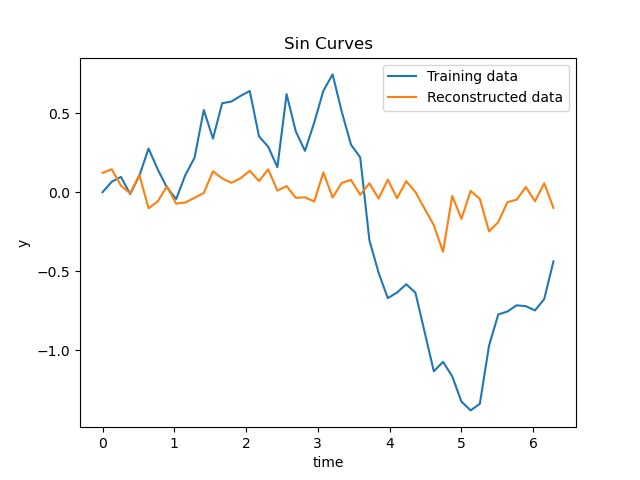 Sin Curves
Training data
Reconstructed data
0.5
0.0
−0.5
−1.0
y
0 1 2 3 4 5 6
time